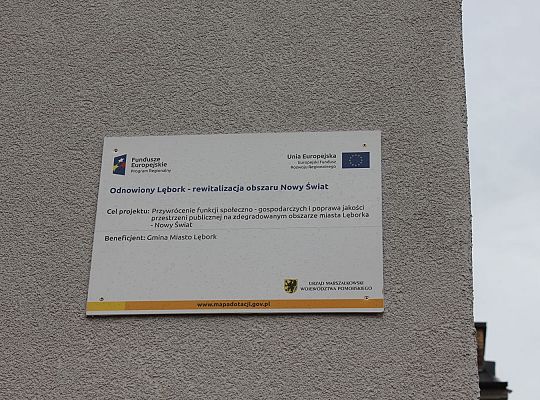 Fundusze
Europejskie
Program Regionalny
Unia Europejska
Europejski Fundusz
Rozwoju Regionalnego
Odnowiony Lębork - rewitalizacja obszaru Nowy Świat
Cel projektu: Przywrócenie funkcji społeczno - gospodarczych i poprawa jakości
przestrzeni publicznej na zdegradowanym obszarze miasta Lęborka
- Nowy Świat
Beneficjent: Gmina Miasto Lębork
URZĄD MARSZAŁKOWSKI
WOJEWÓDZTWA POMORSKIEGO
www.mapadotacji.gov.pl